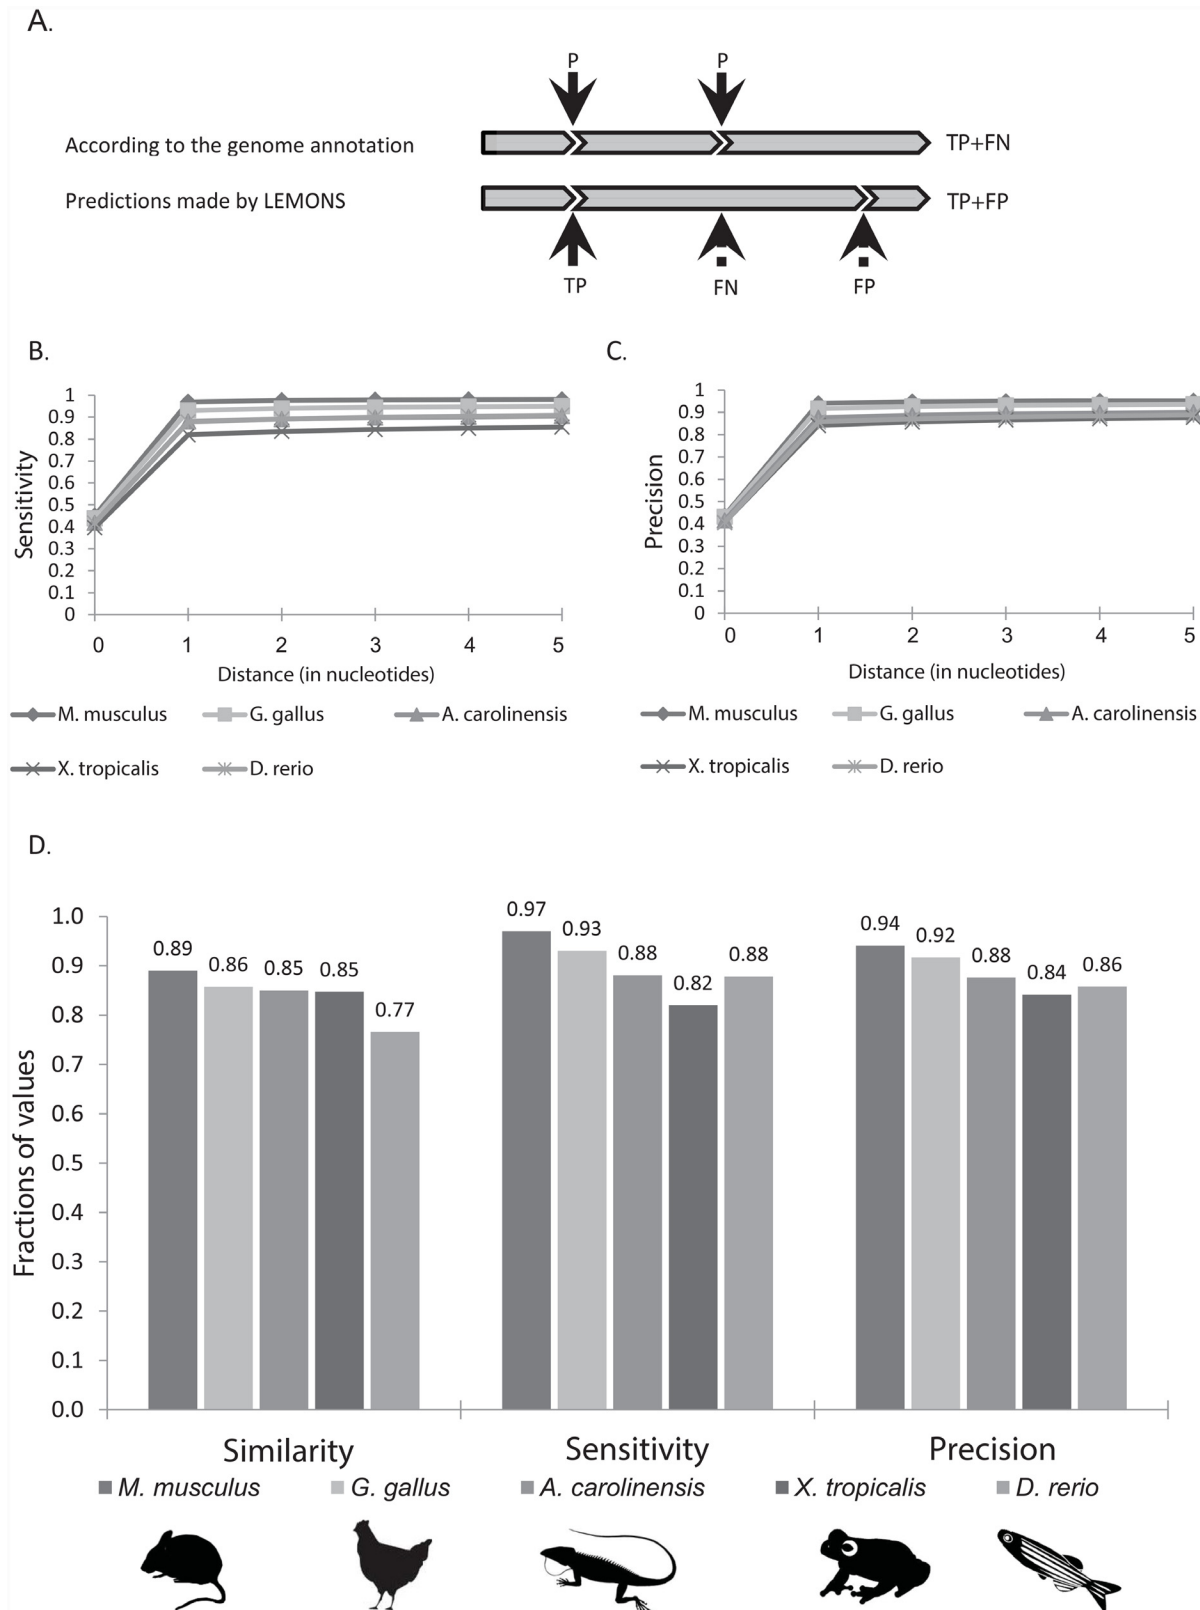 A.
P P
According to the genome annotation TP+FN
Predictions made by LEMONS TP+FP
TP FN FP
B.
1
0.9
0.8
0.7
0.6
0.5
0.4
0.3
0.2
0.1
0
Sensitivity
0 1 2 3 4 5
Distance (in nucleotides)
M. musculus G. gallus A. carolinensis
X. tropicalis D. rerio
C.
1
0.9
0.8
0.7
0.6
0.5
0.4
0.3
0.2
0.1
0
Precision
0 1 2 3 4 5
Distance (in nucleotides)
M. musculus G. gallus A. carolinensis
X. tropicalis D. rerio
D.
1.0
0.9
0.8
0.7
0.6
0.5
0.4
0.3
0.2
0.1
0.0
Fractions of values
0.89 0.86 0.85 0.85 0.77
0.97 0.93 0.88 0.82 0.88
0.94 0.92 0.88 0.84 0.86
Similarity Sensitivity Precision
M. musculus G. gallus A. carolinensis X. tropicalis D. rerio